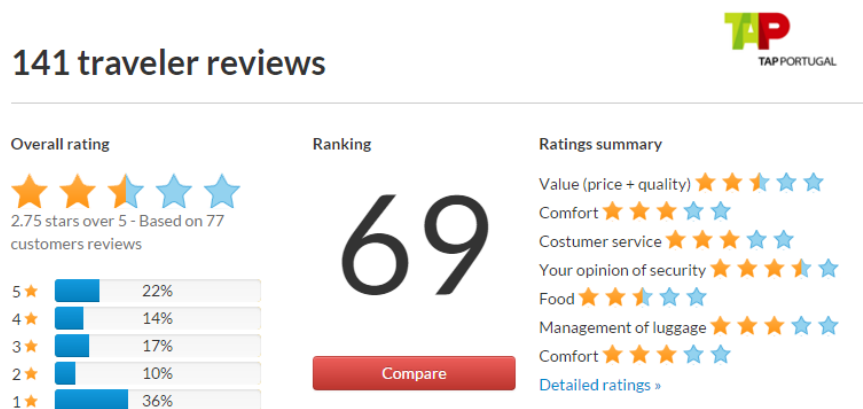 141 traveler reviews
TAP
TAP PORTUGAL
Overall rating
2.75 stars over 5 - Based on 77
customers reviews
5 22%
4 14%
3 17%
2 10%
1 36%
Ranking
69
Compare
Ratings summary
Value (price + quality)
Comfort
Costumer service
Your opinion of security
Food
Management of luggage
Comfort
Detailed ratings »